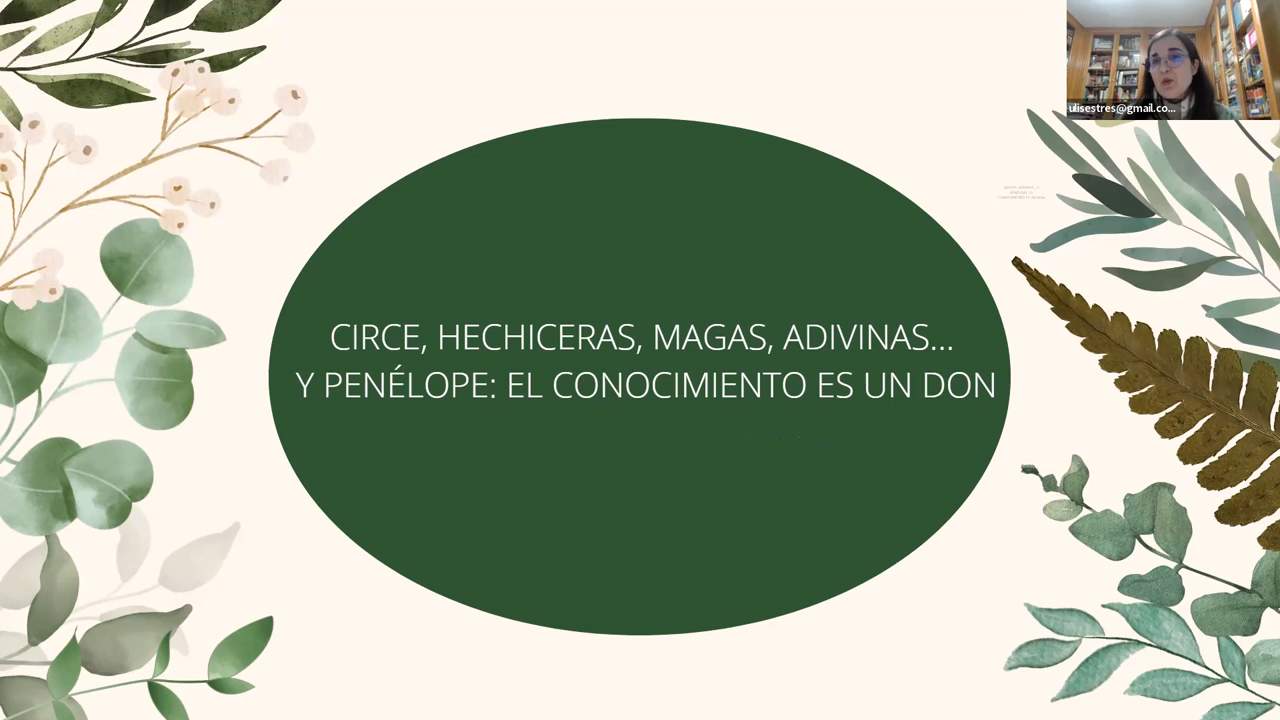 CIRCE, HECHICERAS, MAGAS, ADIVINAS...
Y PENÉLOPE: EL CONOCIMIENTO ES UN DON
ulisestres@gmail.co...